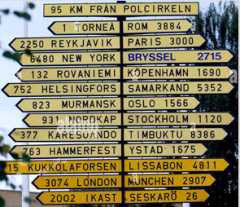 95 KM FRÅN POLCIRKELN
1 TORNEÅ ROM 3884
2250 REYKJAVIK PARIS 3000
6480 NEW YORK BRYSSEL 2715
132 ROVANIEMI KÖPENHAMN 1690
752 HELSINGFORS SAMARKAND 5352
823 MURMANSK OSLO 1565
931 NORDKAP STOCKHOLM 1120
377 KARESUANDO TIMBUKTU 8386
763 HAMMERFEST YSTAD 1675
15 KUKKOLAFORSEN LISSABON 4811
3074 LONDON MÜNCHEN 2907
2002 IKAST SESKARÖ 26